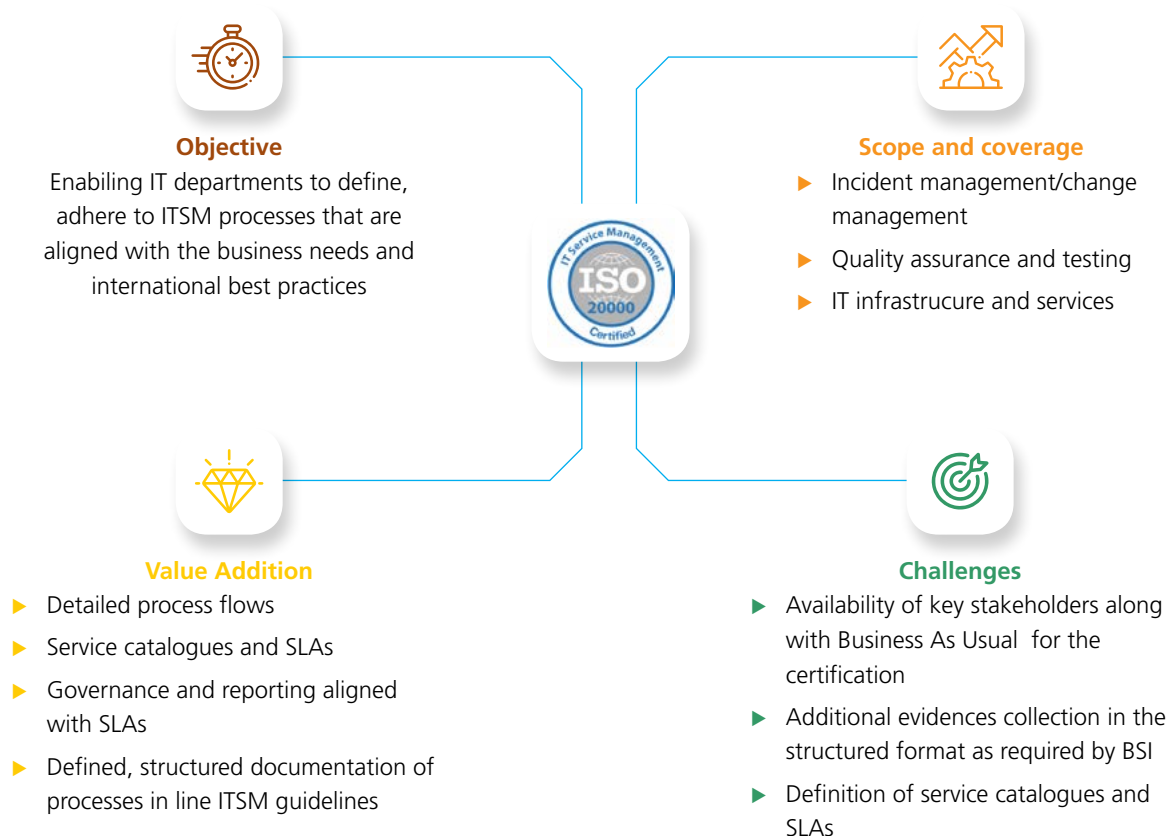 Objective
Enabiling IT departments to define,
adhere to ITSM processes that are
aligned with the business needs and
international best practices
Scope and coverage
Incident management/change
management
Quality assurance and testing
IT infrastrucure and services
IT Service Management
ISO
20000
Certified
Value Addition
Detailed process flows
Service catalogues and SLAs
Governance and reporting aligned
with SLAs
Defined, structured documentation of
processes in line ITSM guidelines
Challenges
Availability of key stakeholders along
with Business As Usual for the
certification
Additional evidences collection in the
structured format as required by BSI
Definition of service catalogues and
SLAs